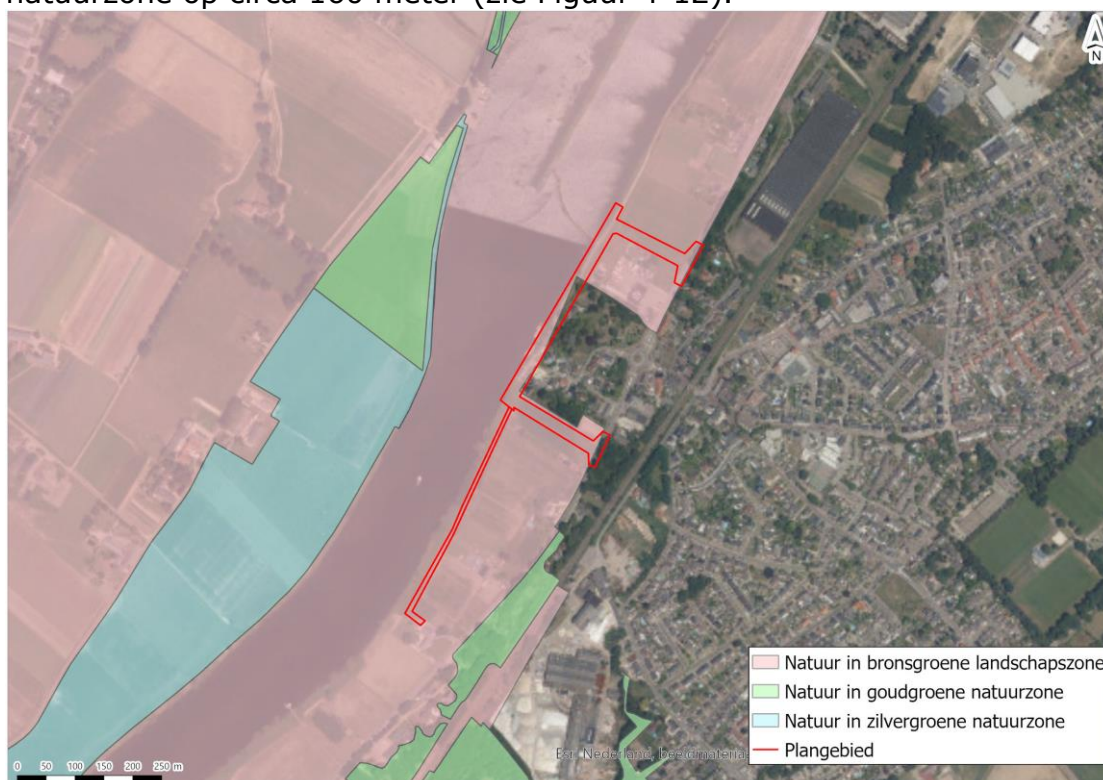 natuurzone op circa 160 meter (zie Figuur 4-12).
N
Natuur in bronsgroene landschapszone
Natuur in goudgroene natuurzone
Natuur in zilvergroene natuurzone
Plangebied
Esri Nederland, beeldmateria
0 50 100 150 200 250 m